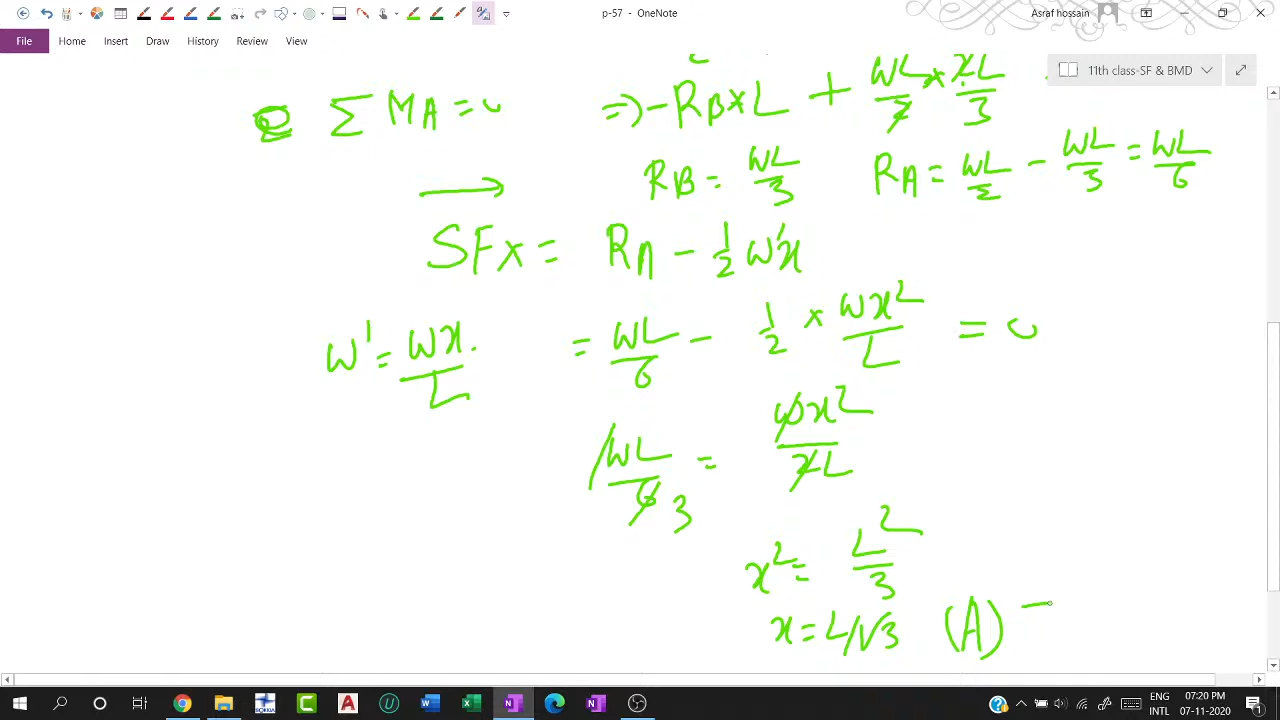 p-57 - OneNote
Asraf hossain
File Home Insert Draw History Review View
11th class-SF & BMD
∑ MA = 0 => -RB × L + WL/2 × 2L/3
RB = WL/3 RA = WL/2 - WL/3 = WL/6
SFx = RA - 1/2 w'x
w' = wx/L = WL/6 - 1/2 × wx²/L = 0
WL/6 3 = wx²/2L
x² = L²/3
x = L/√3 (A)
ENG
INTL
07:20 PM
07-11-2020